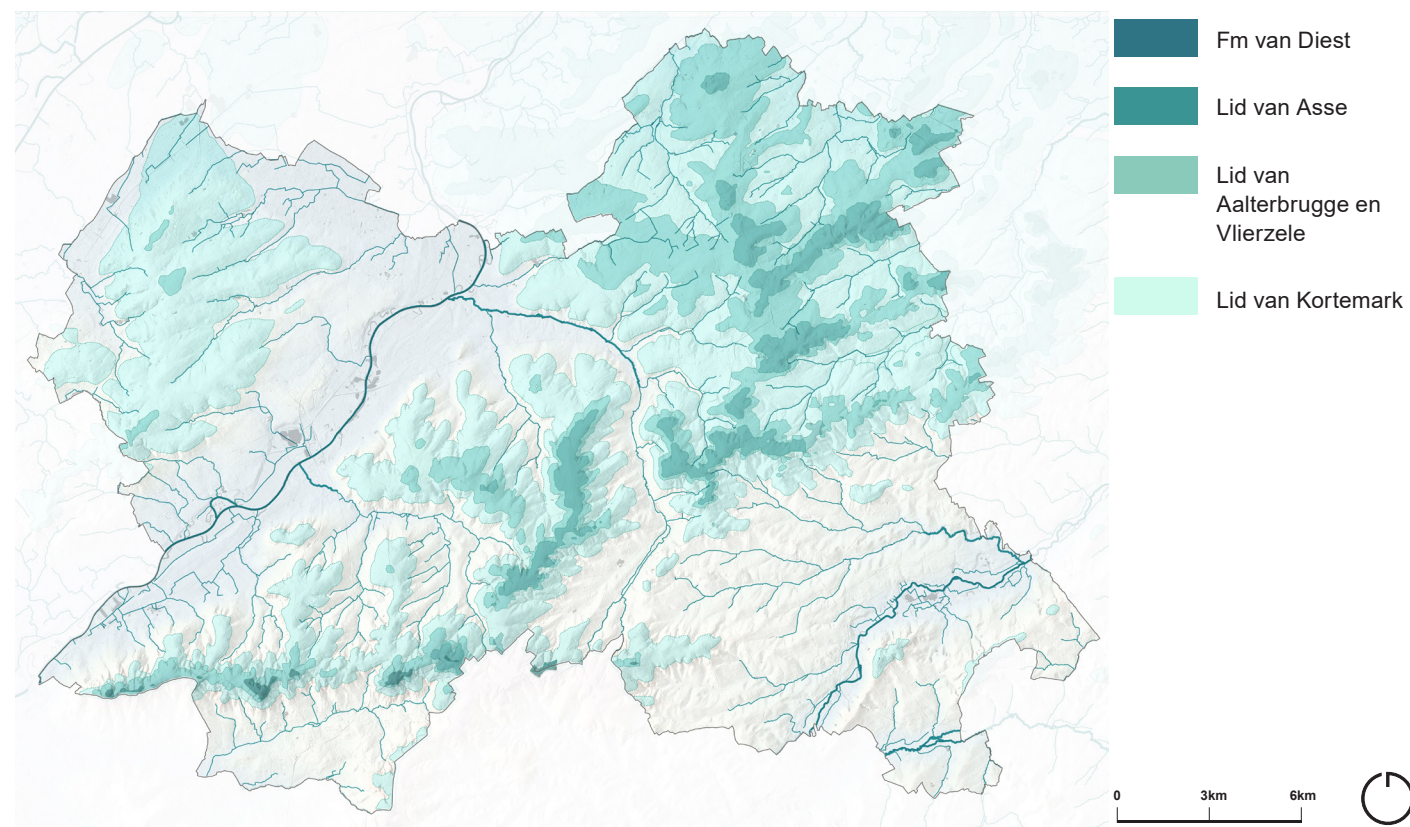 Fm van Diest
Lid van Asse
Lid van
Aalterbrugge en
Vlierzele
Lid van Kortemark
0 3km 6km